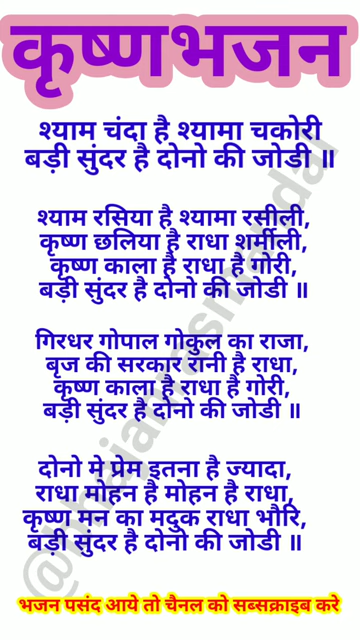 कृष्णभजन
श्याम चंदा है श्यामा चकोरी
बड़ी सुंदर है दोनो की जोडी ॥
श्याम रसिया है श्यामा रसीली,
कृष्ण छलिया है राधा शर्मीली,
कृष्ण काला है राधा है गोरी,
बड़ी सुंदर है दोनो की जोडी ॥
गिरधर गोपाल गोकुल का राजा,
बृज की सरकार रानी है राधा,
कृष्ण काला है राधा है गोरी,
बड़ी सुंदर है दोनो की जोडी ॥
दोनो मे प्रेम इतना है ज्यादा,
राधा मोहन है मोहन है राधा,
कृष्ण मन का मदुक राधा भौरि,
बड़ी सुंदर है दोनो की जोडी ॥
भजन पसंद आये तो चैनल को सब्सक्राइब करे